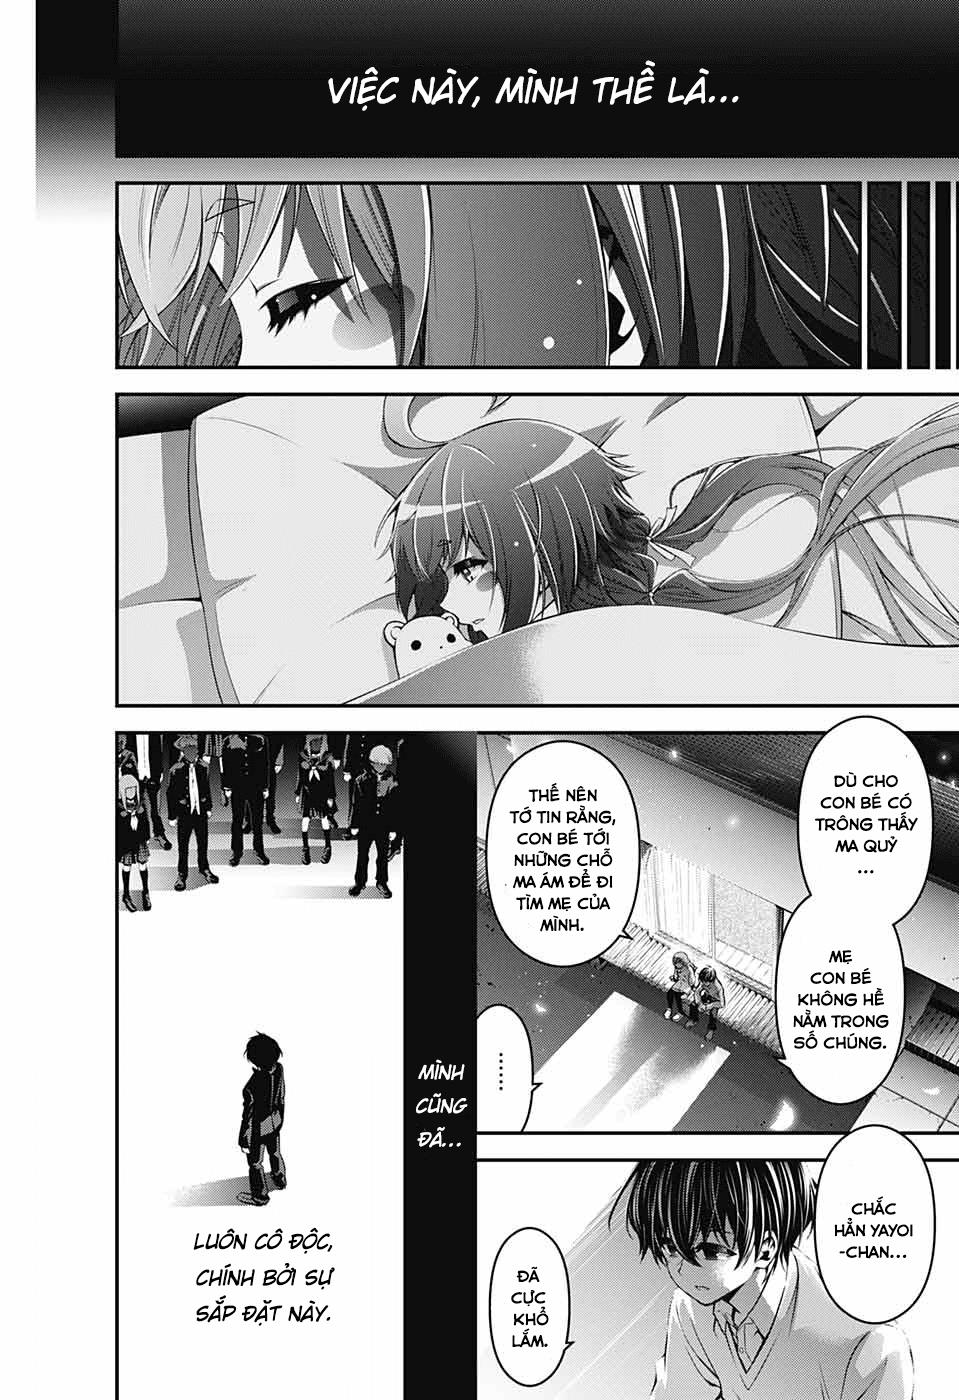 VIỆC NÀY, MÌNH THỀ LÀ...
DÙ CHO
CON BÉ CÓ
TRÔNG THẤY
MA QUỶ
...
MẸ
CON BÉ
KHÔNG HỀ
NẰM TRONG
SỐ CHÚNG.
THẾ NÊN
TỚ TIN RẰNG,
CON BÉ TỚI
NHỮNG CHỖ
MA ÁM ĐỂ ĐI
TÌM MẸ CỦA
MÌNH.
......
CHẮC
HẲN YAYOI
-CHAN...
ĐÃ
CỰC
KHỔ
LẮM.
MÌNH
CŨNG
ĐÃ...
LUÔN CÔ ĐỘC,
CHÍNH BỞI SỰ
SẮP ĐẶT NÀY.